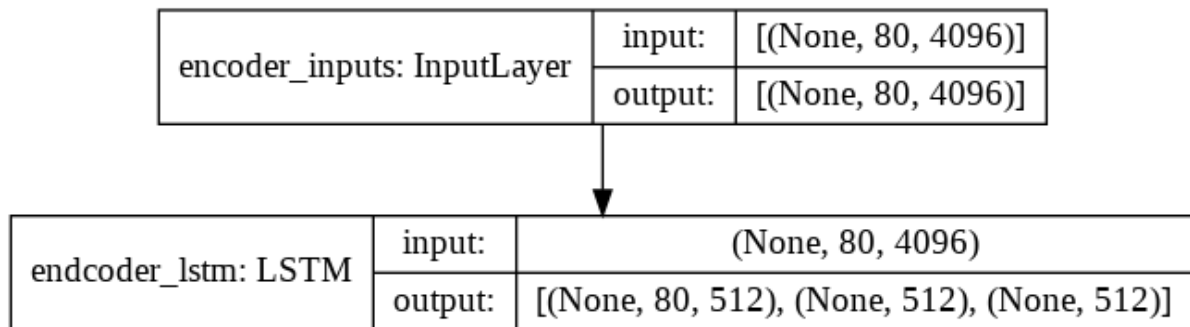 encoder_inputs: InputLayer
input:
[(None, 80, 4096)]
output:
[(None, 80, 4096)]
endcoder_lstm: LSTM
input:
(None, 80, 4096)
output:
[(None, 80, 512), (None, 512), (None, 512)]